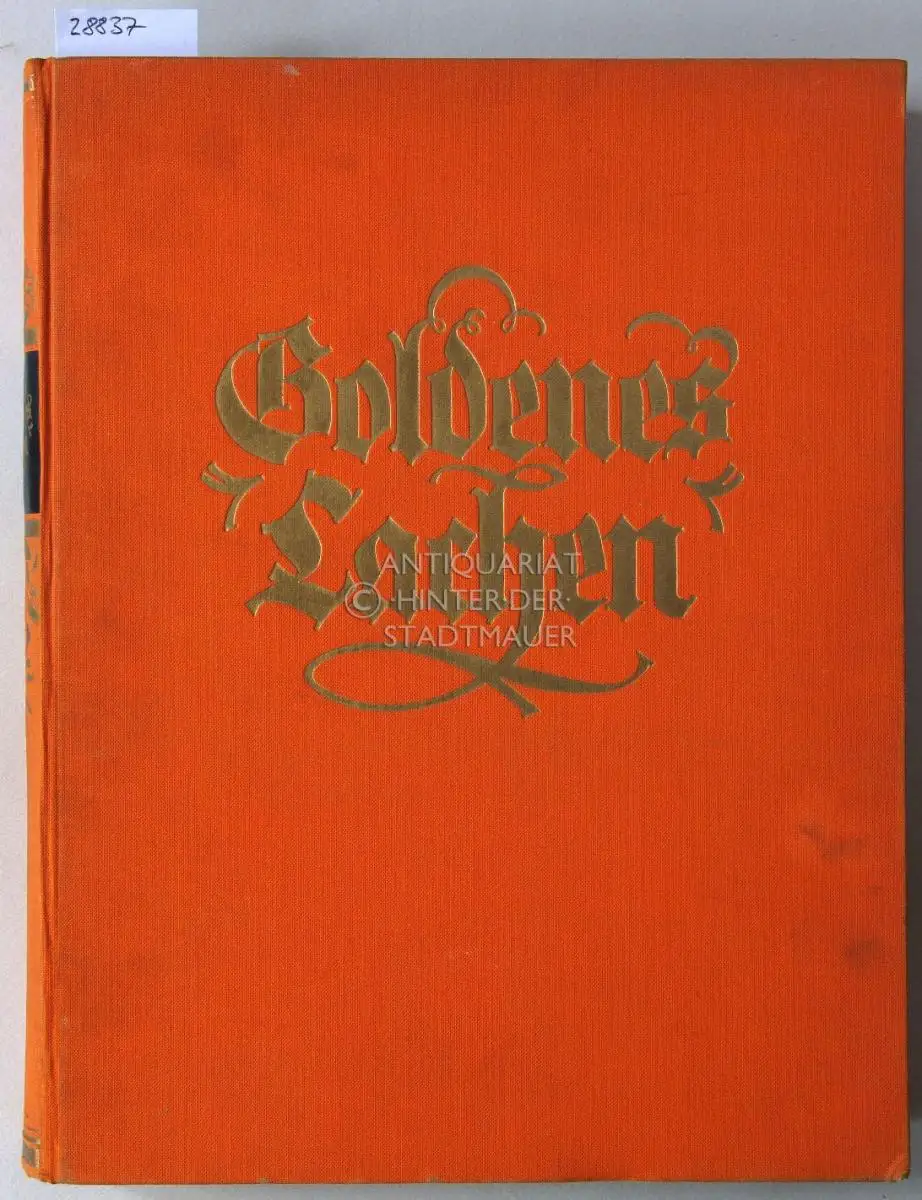 28837
Goldenes
Lachen
ANTIQUARIAT
© ·HINTER·DER·
STADTMAUER